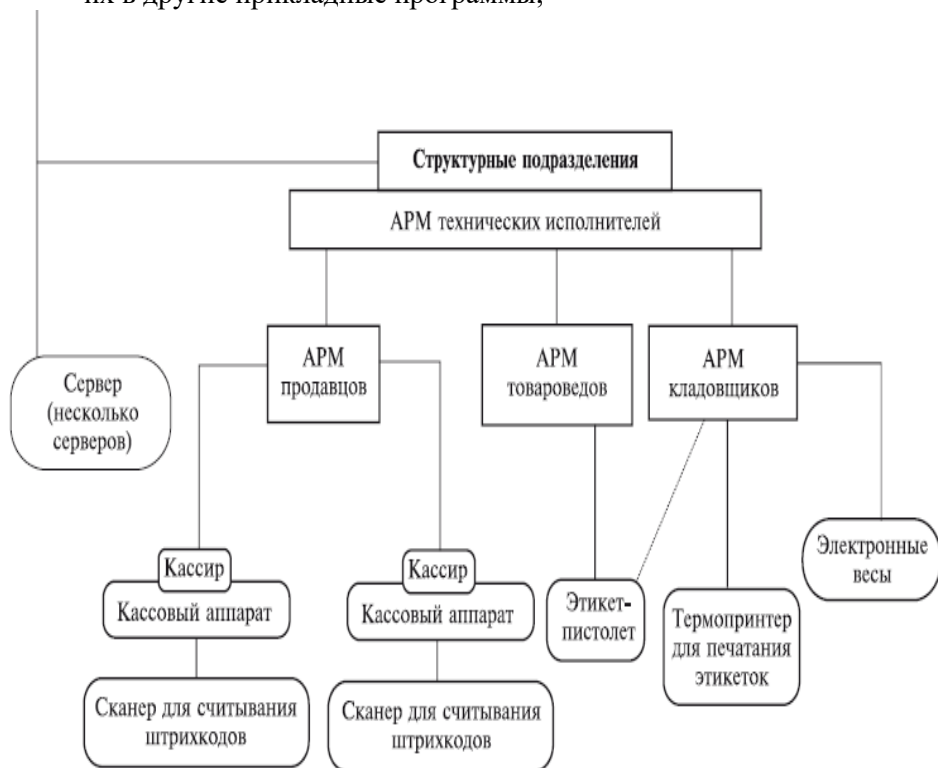 их в другие прикладные программы;
Структурные подразделения
АРМ технических исполнителей
АРМ
продавцов
АРМ
товароведов
АРМ
кладовщиков
Сервер
(несколько
серверов)
Кассир
Кассовый аппарат
Сканер для считывания
штрихкодов
Кассир
Кассовый аппарат
Сканер для считывания
штрихкодов
Этикет-
пистолет
Термопринтер
для печатания
этикеток
Электронные
весы